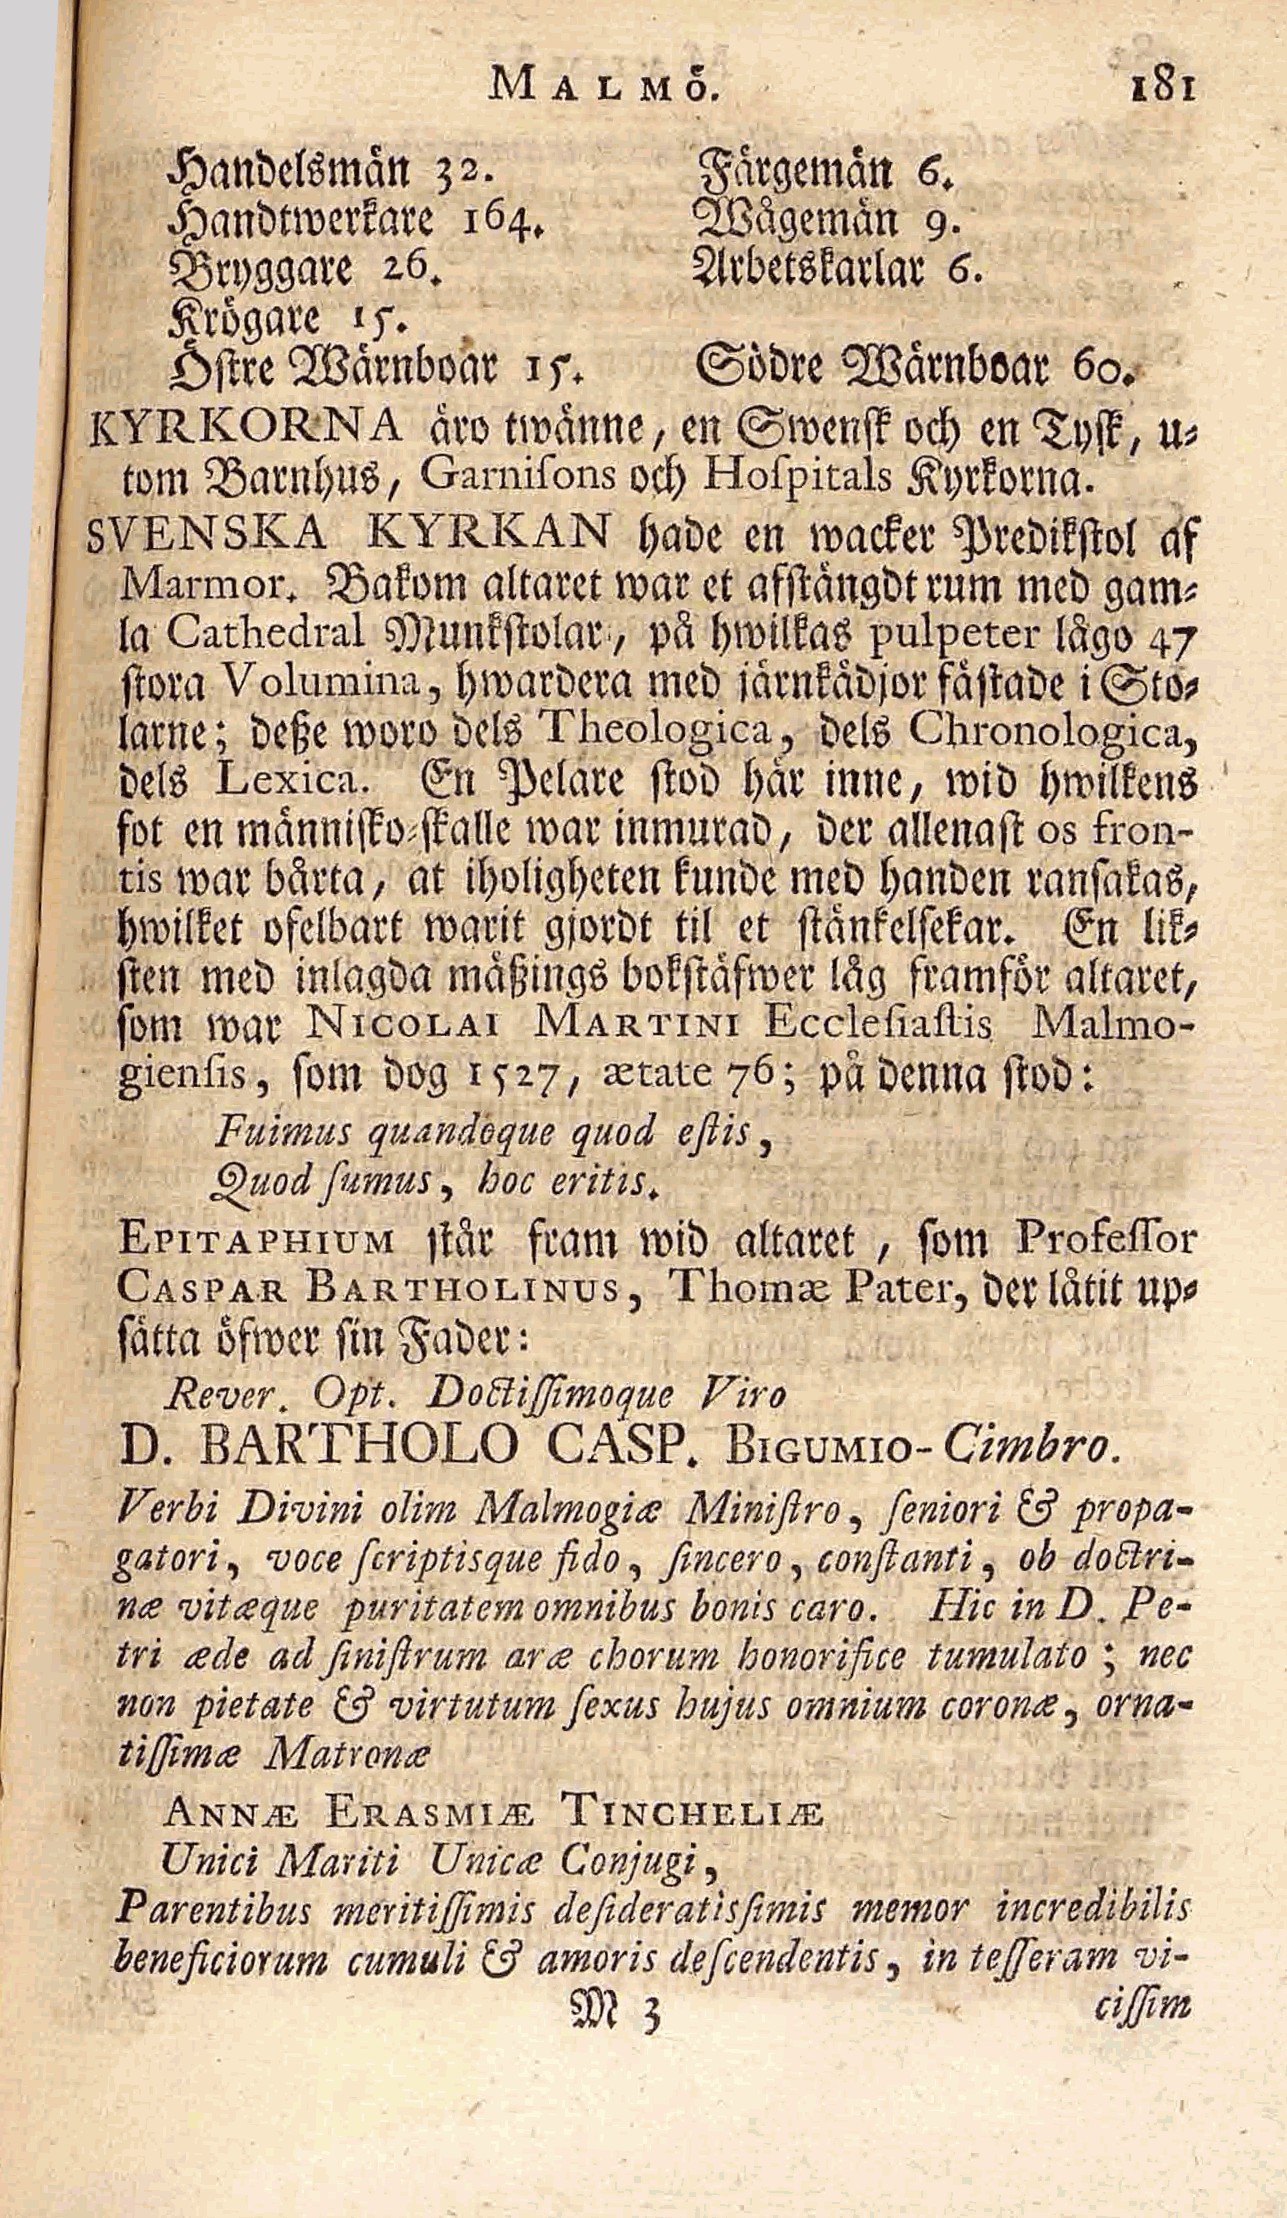 MALMÖ. 181
Handelsmän 32. Färgemän 6.
Handtwerkare 164. Wågemän 9.
Bryggare 26. Arbetskarlar 6.
Krögare 15.
Östre Wärnboar 15. Södre Wärnboar 60.
KYRKORNA äro twänne, en Swensk och en Tysk, u-
tom Barnhus, Garniſons och Hoſpitals Kyrkorna.
SVENSKA KYRKAN hade en wacker Predikstol af
Marmor. Bakom altaret war et afstängdt rum med gam-
la Cathedral Munkstolar, på hwilkas pulpeter lågo 47
stora Volumina, hwardera med järnkädjor fästade i Sto-
larne; deße woro dels Theologica, dels Chronologica,
dels Lexica. En Pelare stod här inne, wid hwilkens
fot en människo-skalle war inmurad, der allenast os fron-
tis war bårta, at iholigheten kunde med handen ransakas,
hwilket ofelbart warit gjordt til et stänkelsekar. En lik-
sten med inlagda mäßings bokstäfwer låg framför altaret,
som war NICOLAI MARTINI Eccleſiaſtis Malmo-
gienſis, som dog 1527, ætate 76; på denna stod:
Fuimus quandoque quod eſtis,
Quod ſumus, hoc eritis.
EPITAPHIUM står fram wid altaret, som Profeſſor
CASPAR BARTHOLINUS, Thomæ Pater, der låtit up-
sätta öfwer sin Fader:
Rever. Opt. Doctiſſimoque Viro
D. BARTHOLO CASP. BIGUMIO-Cimbro.
Verbi Divini olim Malmogiæ Miniſtro, ſeniori & propa-
gatori, voce ſcriptisque fido, ſincero, conſtanti, ob doctri-
næ vitæque puritatem omnibus bonis caro. Hic in D. Pe-
tri æde ad ſiniſtrum aræ chorum honorifice tumulato; nec
non pietate & virtutum ſexus hujus omnium coronæ, orna-
tiſſimæ Matronæ
ANNÆ ERASMIÆ TINCHELIÆ
Unici Mariti Unicæ Conjugi,
Parentibus meritiſſimis deſideratisſimis memor incredibilis
beneficiorum cumuli & amoris deſcendentis, in teſſeram vi-
M 3 ciſſim